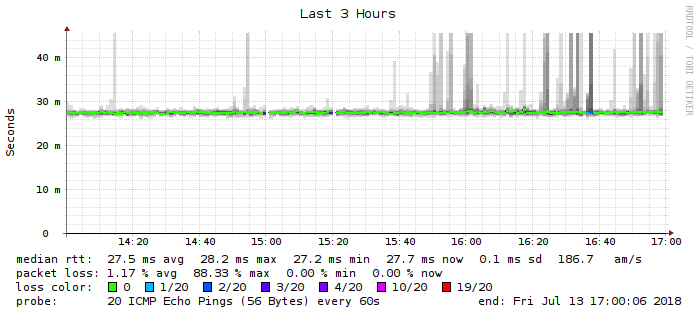 Last 3 Hours
RRDTOOL / TOBI OETIKER
Seconds
40 m
30 m
20 m
10 m
0
14:20 14:40 15:00 15:20 15:40 16:00 16:20 16:40 17:00
median rtt: 27.5 ms avg 28.2 ms max 27.2 ms min 27.7 ms now 0.1 ms sd 186.7 am/s
packet loss: 1.17 % avg 88.33 % max 0.00 % min 0.00 % now
loss color: 0 1/20 2/20 3/20 4/20 10/20 19/20
probe: 20 ICMP Echo Pings (56 Bytes) every 60s end: Fri Jul 13 17:00:06 2018